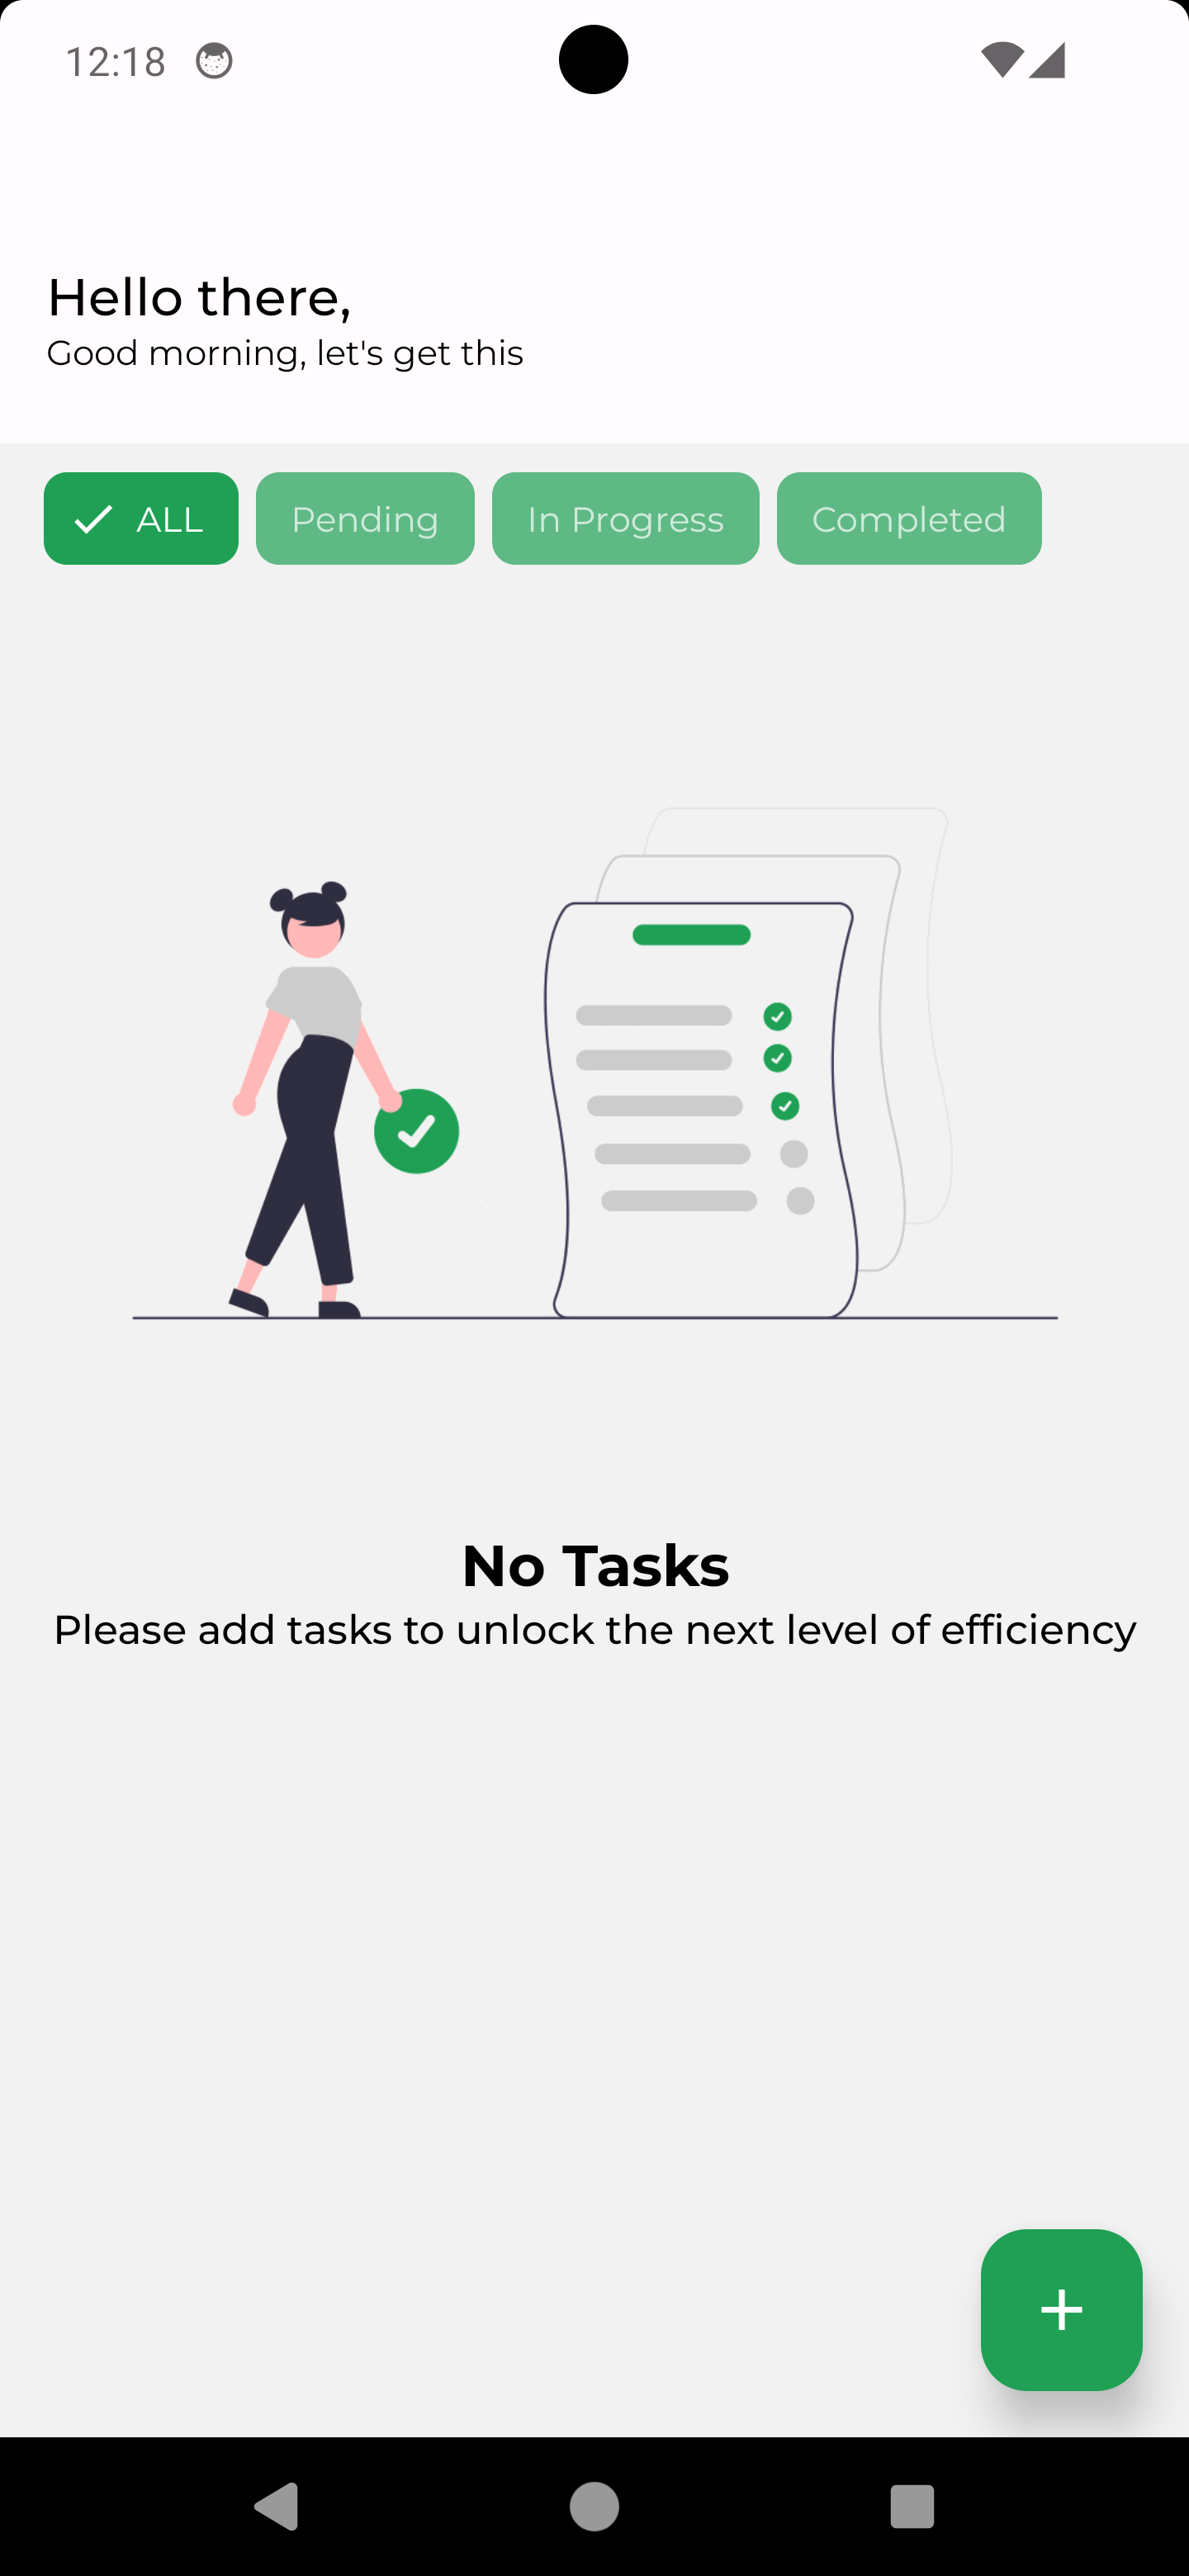 12:18
Hello there,
Good morning, let's get this
ALL
Pending
In Progress
Completed
No Tasks
Please add tasks to unlock the next level of efficiency